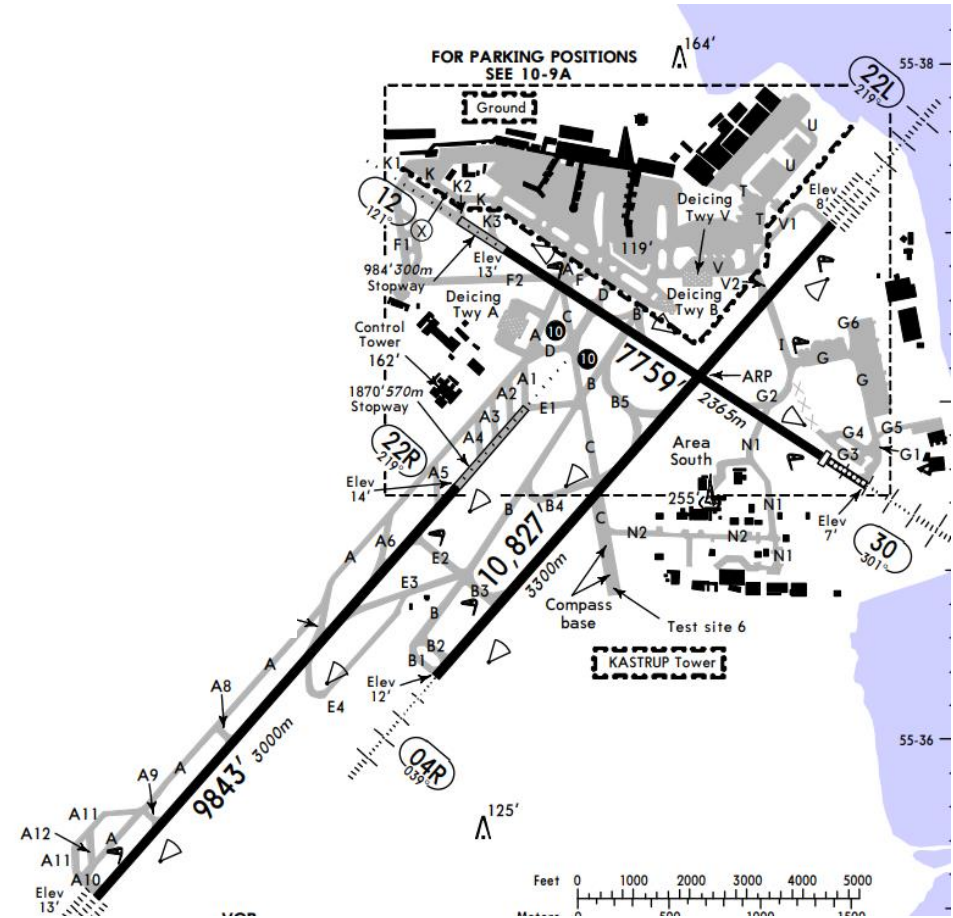 164'
FOR PARKING POSITIONS
SEE 10-9A
55-38
22L
219°
Ground
U
U
K1
K
K2
K
K3
T
T
Deicing
Twy V
Elev
8'
V1
12
121°
X
F1
Elev
13'
119'
984' 300m
Stopway
F2
A
F
D
V
V2
Deicing
Twy A
Deicing
Twy B
B
C
A
10
D
10
Control
Tower
162'
7759'
2365m
ARP
I
G6
G
G
1870' 570m
Stopway
A1
A2
A3
A4
E1
B
B5
G2
22R
219°
C
Area
South
N1
G4
G5
G3
G1
A5
Elev
14'
B
B4
255'
N1
Elev
7'
30
301°
C
N2
N2
N1
A
A6
E2
E3
10,827'
3300m
B3
B
Compass
base
Test site 6
KASTRUP Tower
B2
B1
Elev
12'
A
E4
A8
55-36
04R
039°
9843' 3000m
A
A9
A11
A12
A
A11
A10
Elev
13'
125'
Feet 0 1000 2000 3000 4000 5000
Meters 0 500 1000 1500
VOR